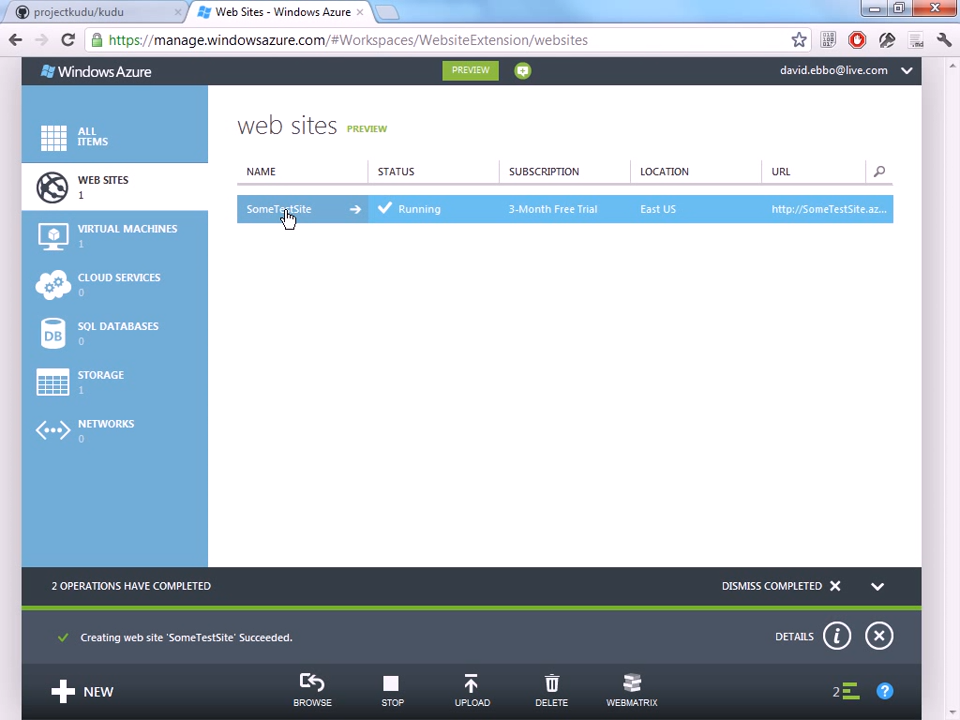 projectkudu/kudu
Web Sites - Windows Azure
https://manage.windowsazure.com/#Workspaces/WebsiteExtension/websites
Windows Azure
PREVIEW
david.ebbo@live.com
ALL
ITEMS
WEB SITES
1
VIRTUAL MACHINES
1
CLOUD SERVICES
0
SQL DATABASES
0
DB
STORAGE
1
NETWORKS
0
web sites PREVIEW
NAME STATUS SUBSCRIPTION LOCATION URL
SomeTestSite Running 3-Month Free Trial East US http://SomeTestSite.az...
2 OPERATIONS HAVE COMPLETED
DISMISS COMPLETED
Creating web site 'SomeTestSite' Succeeded.
DETAILS
NEW
BROWSE
STOP
UPLOAD
DELETE
WEBMATRIX
2
?